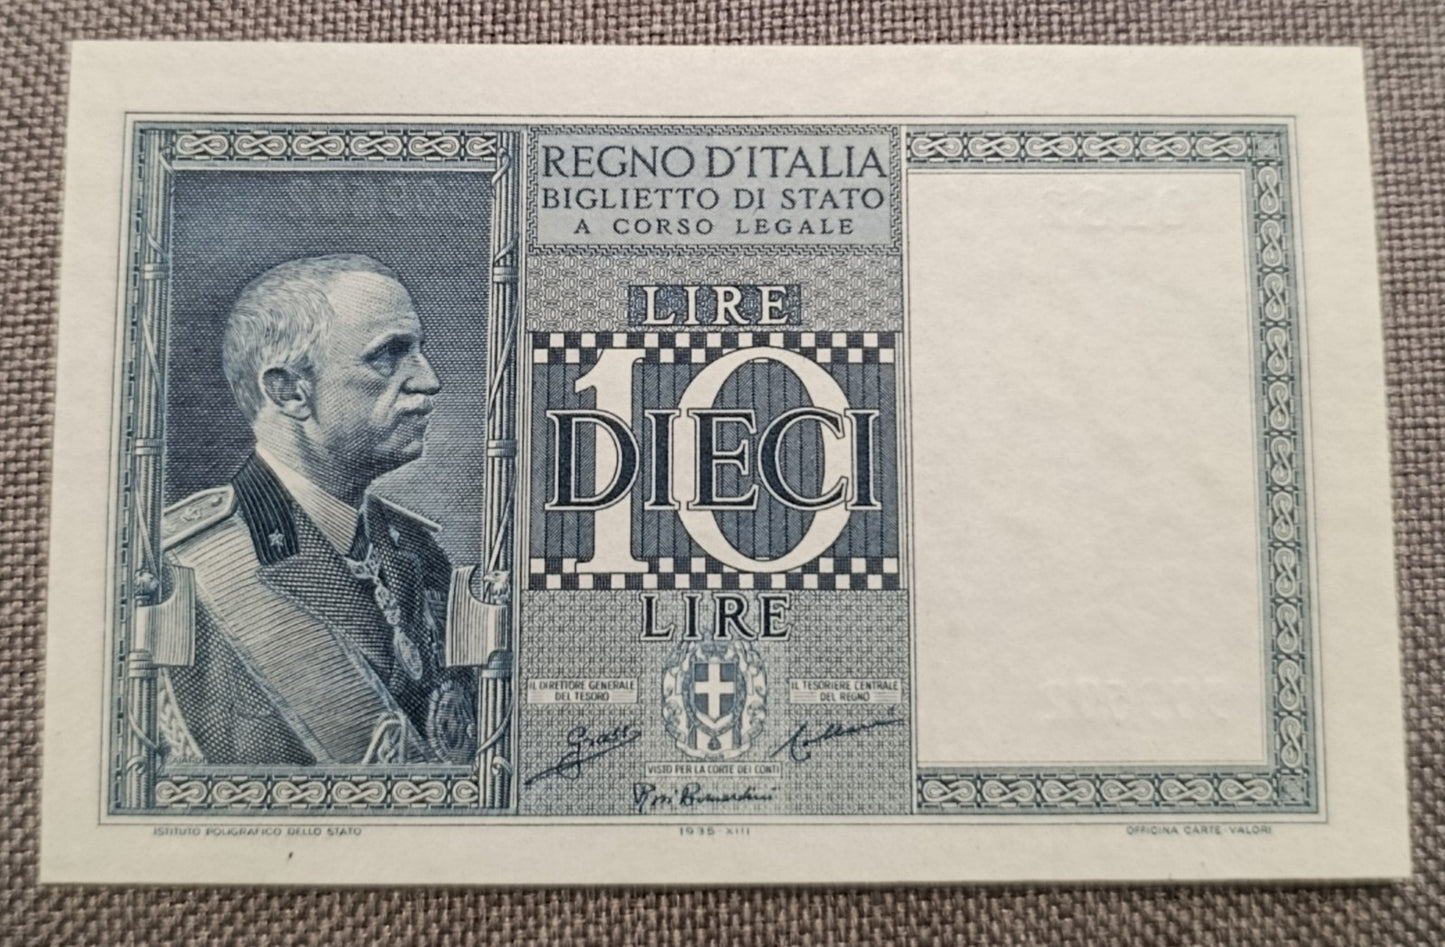 REGNO D'ITALIA
BIGLIETTO DI STATO
A CORSO LEGALE
LIRE
10
DIECI
LIRE
IL DIRETTORE GENERALE
DEL TESORO
IL TESORIERE CENTRALE
DEL REGNO
Grassi
VISTO PER LA CORTE DEI CONTI
ISTITUTO POLIGRAFICO DELLO STATO
1935-XIII
OFFICINA CARTE-VALORI